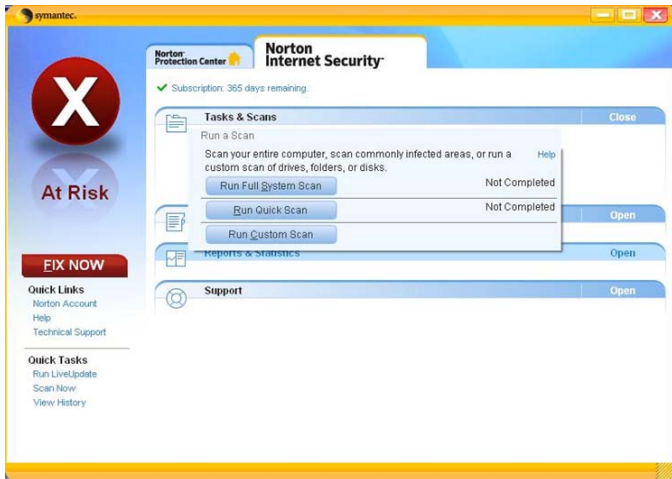 symantec.
Norton
Protection Center
Norton
Internet Security
Subscription: 365 days remaining.
Tasks & Scans
Close
Run a Scan
Scan your entire computer, scan commonly infected areas, or run a
custom scan of drives, folders, or disks.
Help
Run Full System Scan
Not Completed
Run Quick Scan
Not Completed
Run Custom Scan
Open
Reports & Statistics
Open
Support
Open
X
At Risk
FIX NOW
Quick Links
Norton Account
Help
Technical Support
Quick Tasks
Run LiveUpdate
Scan Now
View History